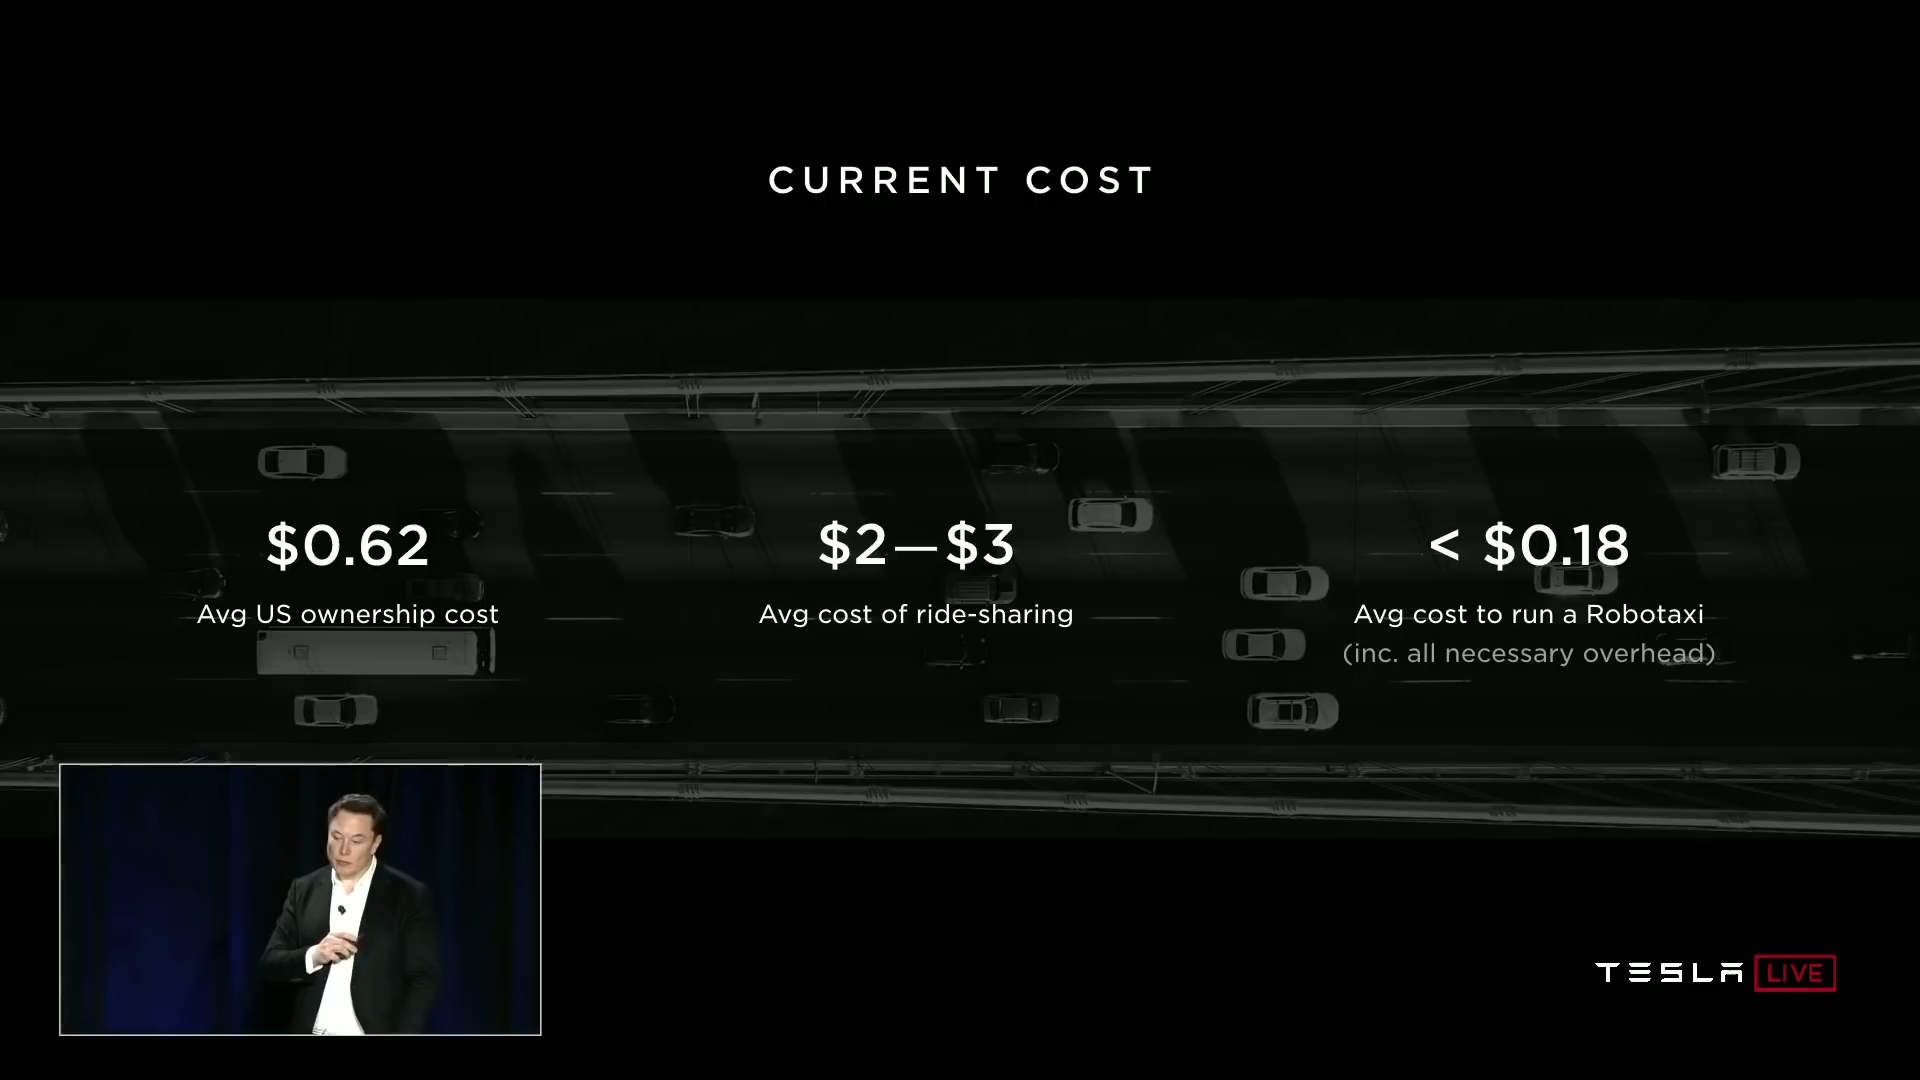 CURRENT COST
$0.62
Avg US ownership cost
$2—$3
Avg cost of ride-sharing
< $0.18
Avg cost to run a Robotaxi
(inc. all necessary overhead)
TESLA LIVE